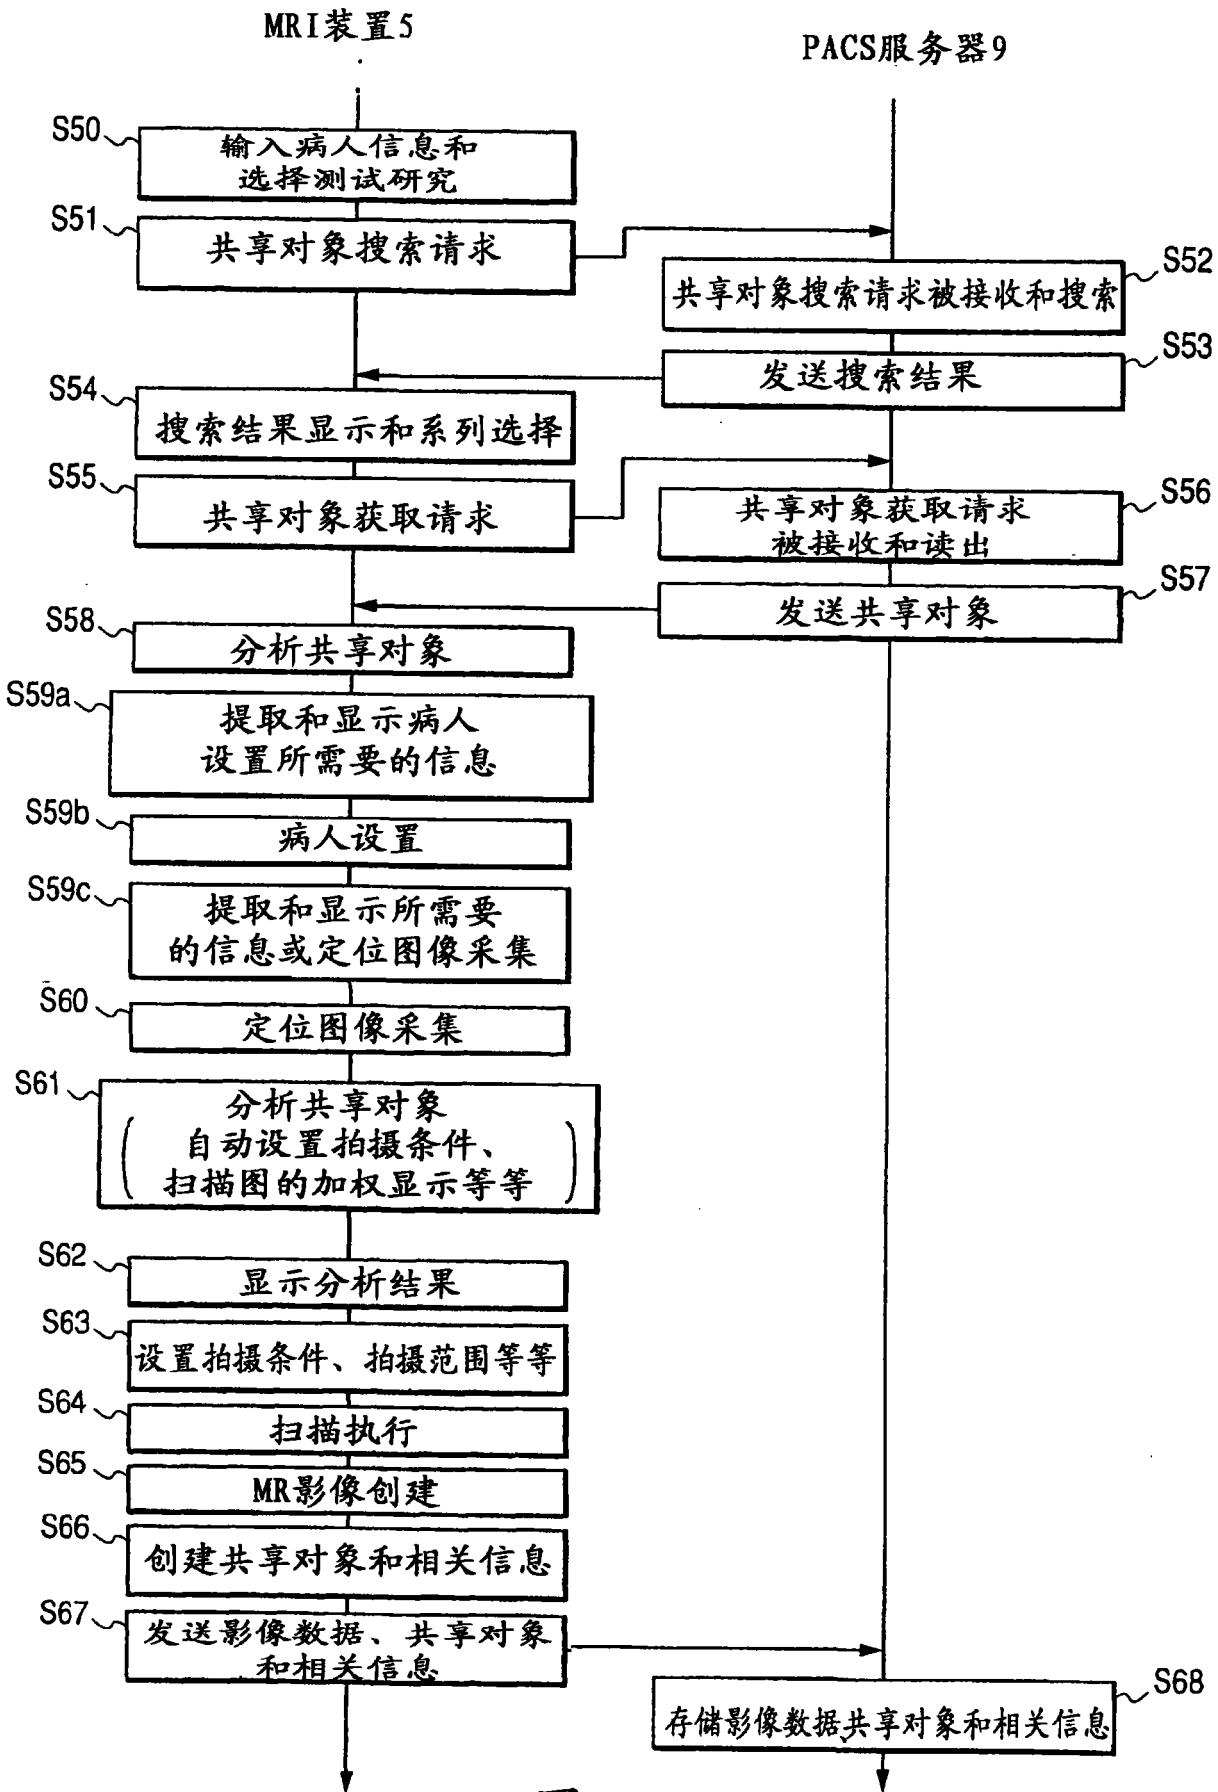 MRI装置5
PACS服务器9
S50
输入病人信息和
选择测试研究
S51
共享对象搜索请求
S52
共享对象搜索请求被接收和搜索
S53
发送搜索结果
S54
搜索结果显示和系列选择
S55
共享对象获取请求
S56
共享对象获取请求
被接收和读出
S57
发送共享对象
S58
分析共享对象
S59a
提取和显示病人
设置所需要的信息
S59b
病人设置
S59c
提取和显示所需要
的信息或定位图像采集
S60
定位图像采集
S61
分析共享对象
(自动设置拍摄条件、
扫描图的加权显示等等)
S62
显示分析结果
S63
设置拍摄条件、拍摄范围等等
S64
扫描执行
S65
MR影像创建
S66
创建共享对象和相关信息
S67
发送影像数据、共享对象
和相关信息
S68
存储影像数据共享对象和相关信息